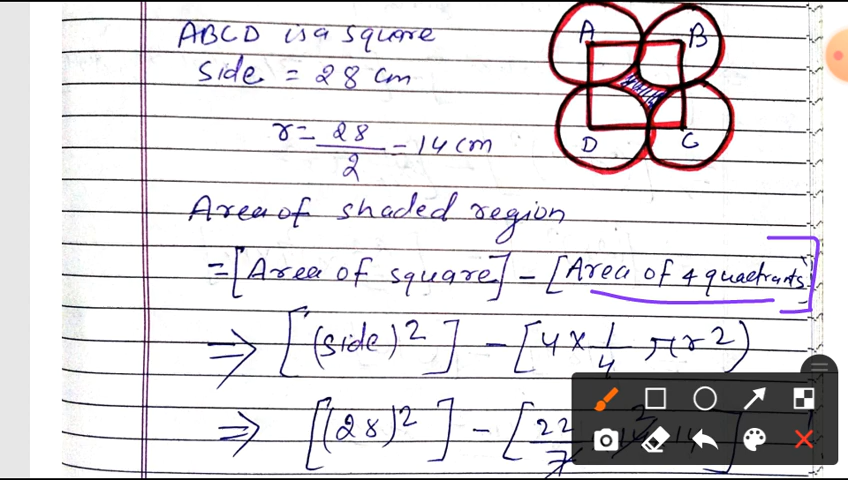 ABCD is a square
A B
Side = 28 cm
r = 28/2 - 14 cm
D C
Area of shaded region
= [Area of square] - [Area of 4 quadrants]
⇒ [(side)²] - [4 × 1/4 πr²)
⇒ [(28)²] - [22/7